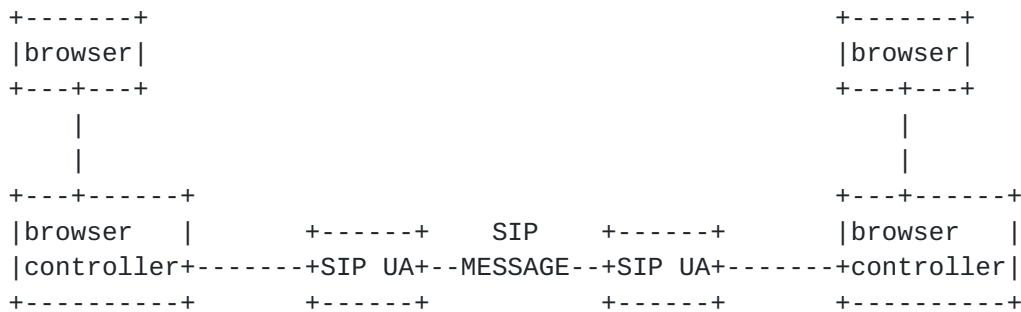 +-------+                                       +-------+
|browser|                                       |browser|
+---+---+                                       +---+---+
    |                                               |
    |                                               |
+---+------+                                    +---+------+
|browser   |       +------+    SIP    +------+      |browser   |
|controller+-------+SIP UA+--MESSAGE--+SIP UA+-------+controller|
+----------+       +------+           +------+      +----------+